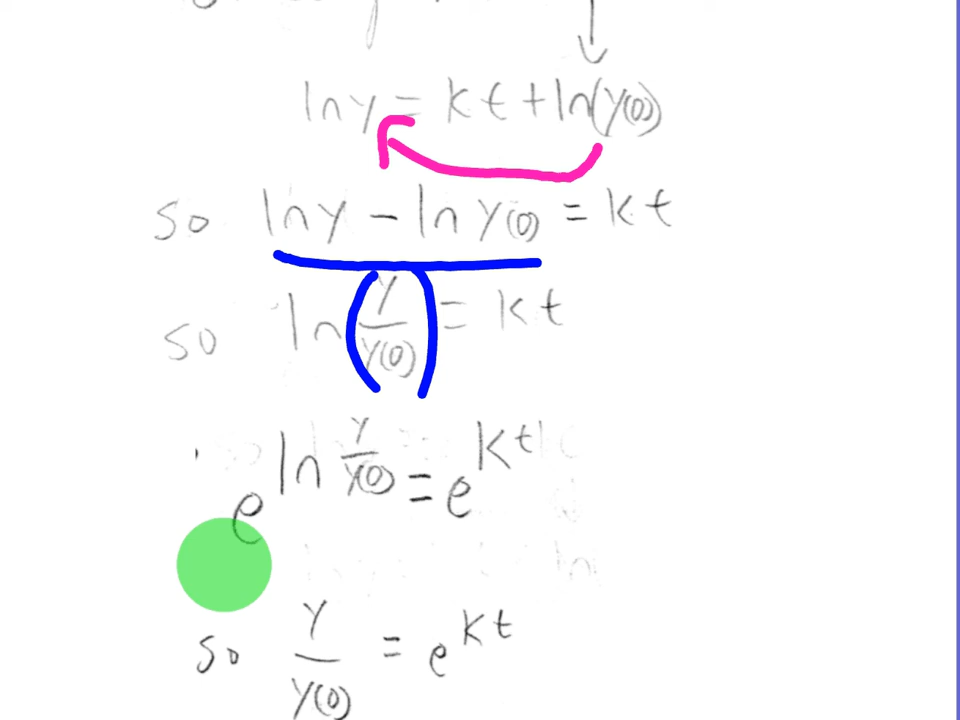 ln y = kt + ln(y(0))
so ln y - ln y(0) = kt
so ln (y/y(0)) = kt
e^{ln y/y(0)} = e^{kt}
so y/y(0) = e^{kt}